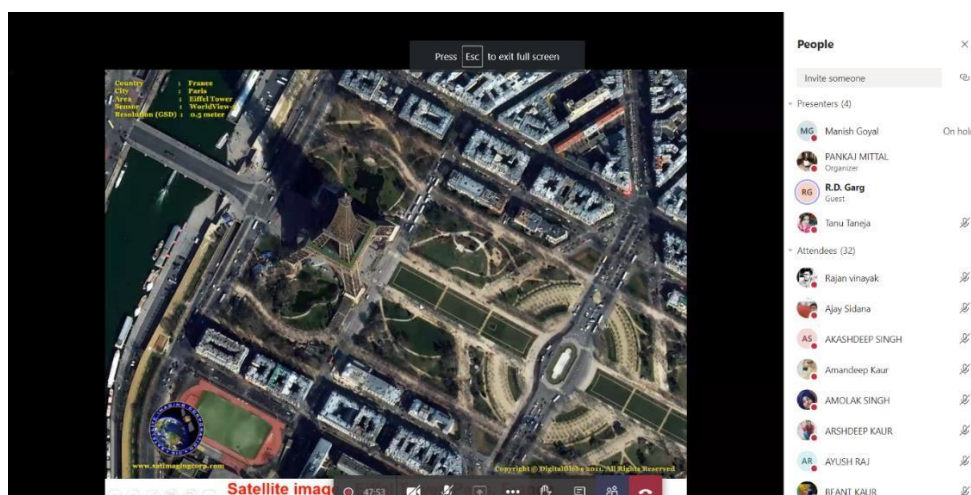 Press Esc to exit full screen
Country : France
City : Paris
Area : Eiffel Tower
Sensor : WorldView-
Resolution (GSD) : 0.5 meter
www.satimagingcorp.com
Copyright © DigitalGlobe 2011. All Rights Reserved
Satellite imag
47:53
People
Invite someone
Presenters (4)
MG Manish Goyal On hol
PANKAJ MITTAL
Organizer
RG R.D. Garg
Guest
Tanu Taneja
Attendees (32)
Rajan vinayak
Ajay Sidana
AS AKASHDEEP SINGH
Amandeep Kaur
AMOLAK SINGH
ARSHDEEP KAUR
AR AYUSH RAJ
BEANT KAUR